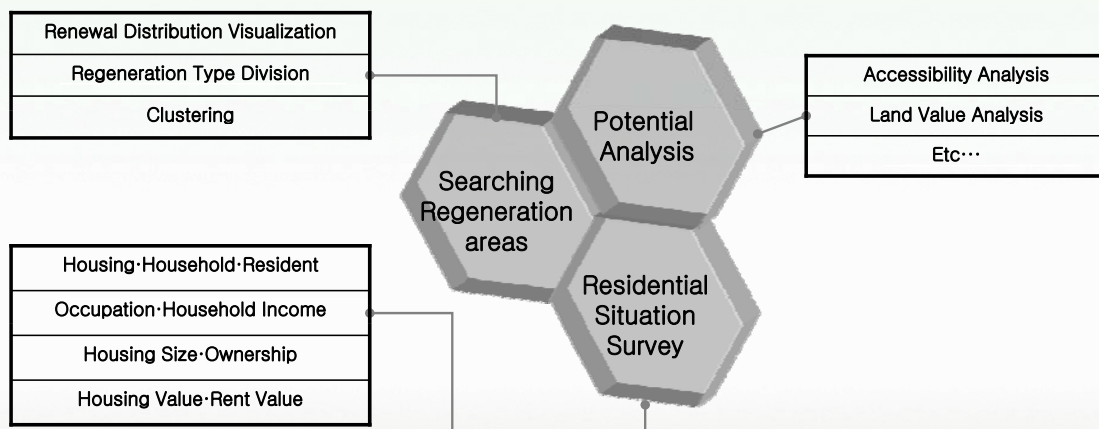 Renewal Distribution Visualization
Regeneration Type Division
Clustering
Potential
Analysis
Accessibility Analysis
Land Value Analysis
Etc⋯
Searching
Regeneration
areas
Housing·Household·Resident
Occupation·Household Income
Housing Size·Ownership
Housing Value·Rent Value
Residential
Situation
Survey